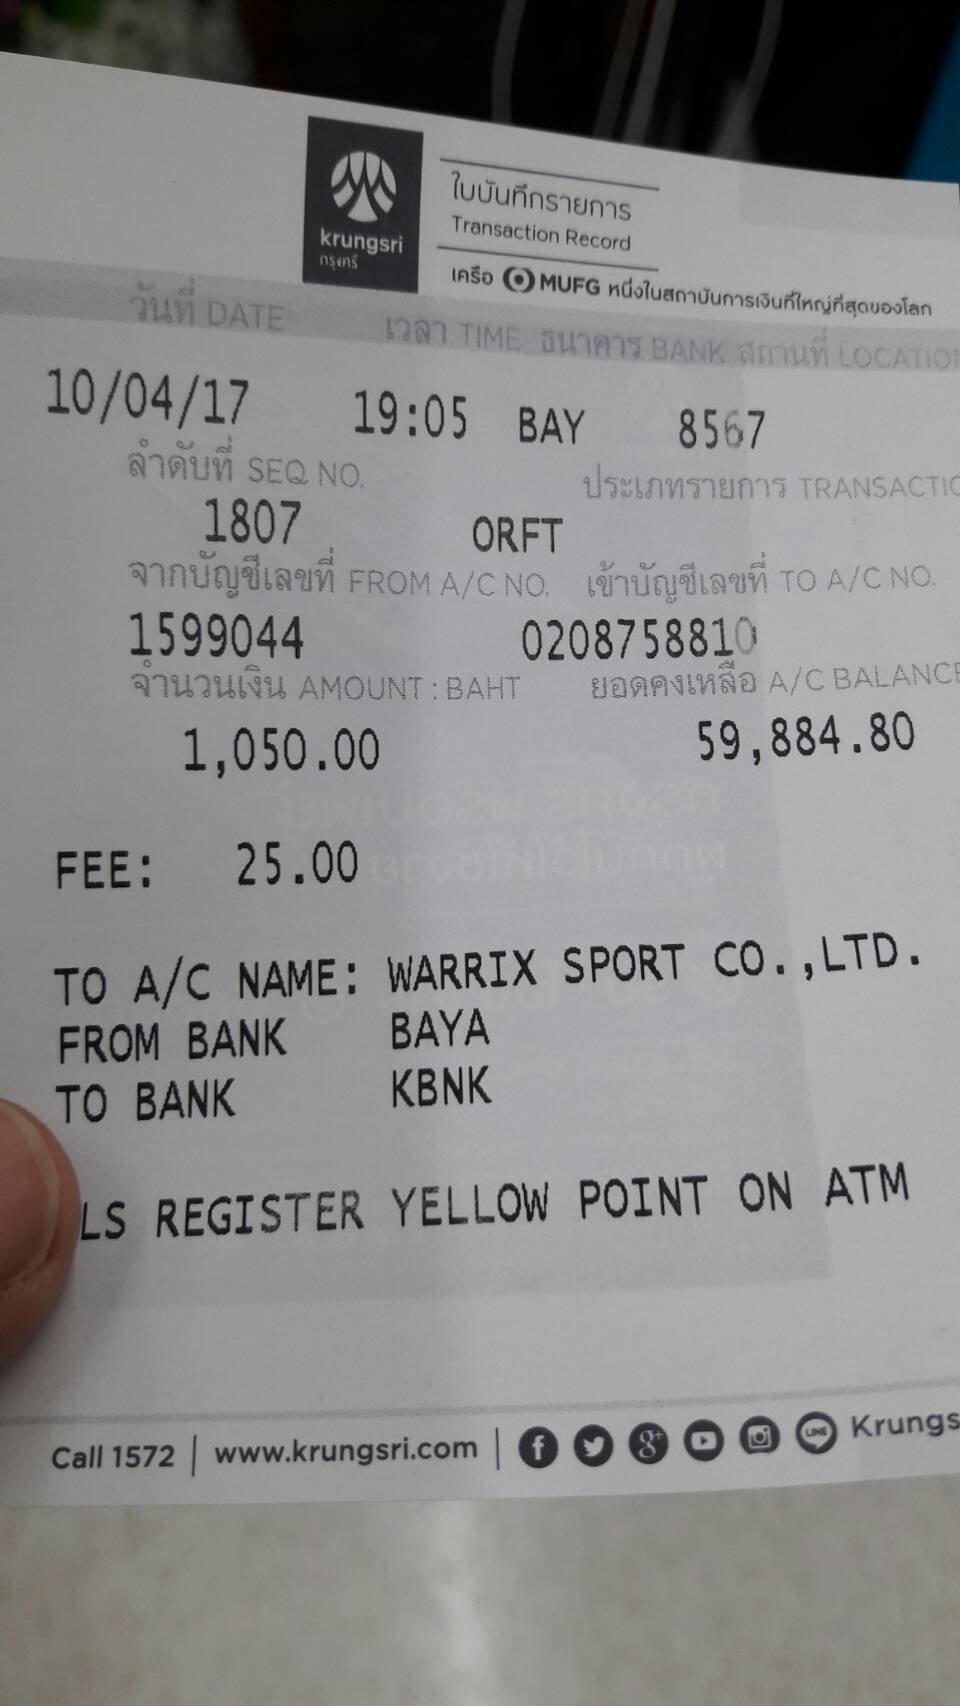 krungsri
กรุงศรี
ใบบันทึกรายการ
Transaction Record
เครือ MUFG หนึ่งในสถาบันการเงินที่ใหญ่ที่สุดของโลก
วันที่ DATE เวลา TIME ธนาคาร BANK สถานที่ LOCATION
10/04/17 19:05 BAY 8567
ลำดับที่ SEQ NO. ประเภทรายการ TRANSACTIO
1807 ORFT
จากบัญชีเลขที่ FROM A/C NO. เข้าบัญชีเลขที่ TO A/C NO.
1599044 0208758810
จำนวนเงิน AMOUNT : BAHT ยอดคงเหลือ A/C BALANCE
1,050.00 59,884.80
FEE: 25.00
TO A/C NAME: WARRIX SPORT CO.,LTD.
FROM BANK BAYA
TO BANK KBNK
LS REGISTER YELLOW POINT ON ATM
Call 1572 | www.krungsri.com | f g+ LINE Krungs